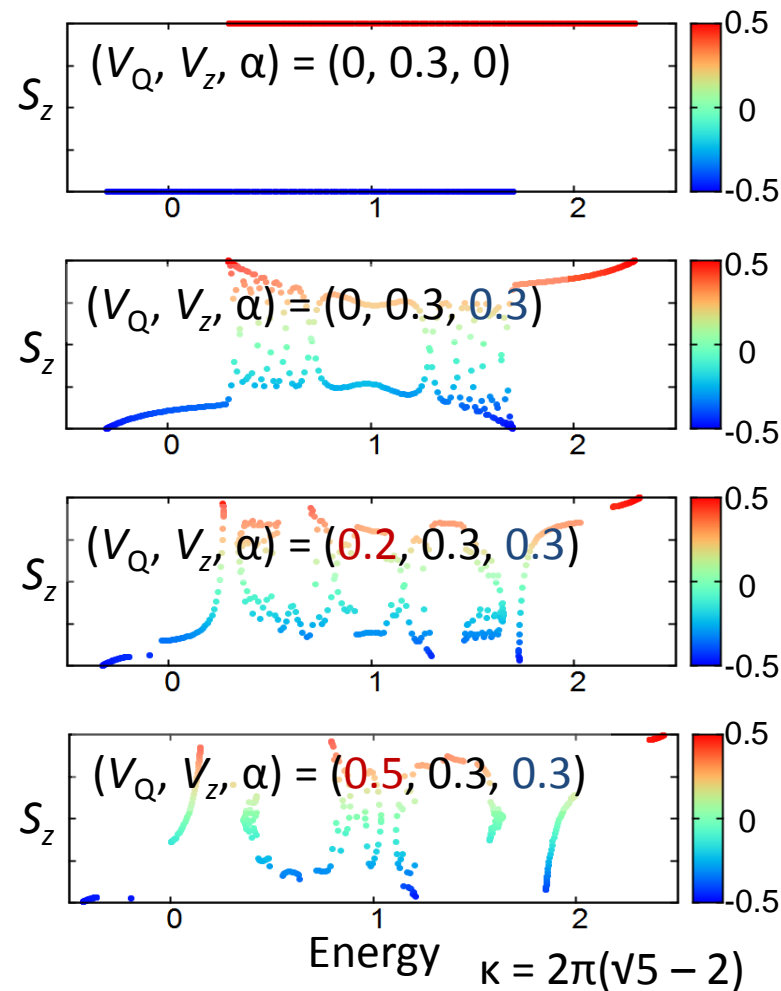 0.5
(V_Q, V_z, α) = (0, 0.3, 0)
S_z
0
-0.5
0 1 2
0.5
(V_Q, V_z, α) = (0, 0.3, 0.3)
S_z
0
-0.5
0 1 2
0.5
(V_Q, V_z, α) = (0.2, 0.3, 0.3)
S_z
0
-0.5
0 1 2
0.5
(V_Q, V_z, α) = (0.5, 0.3, 0.3)
S_z
0
-0.5
0 1 2
Energy
κ = 2π(√5 – 2)